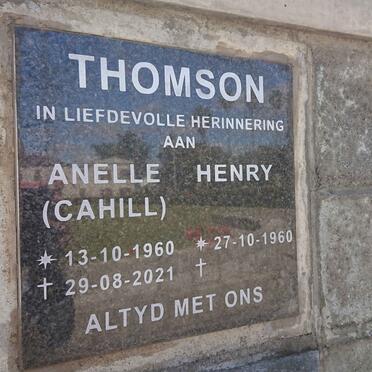 THOMSON
IN LIEFDEVOLLE HERINNERING
AAN
ANELLE HENRY
(CAHILL)
13-10-1960 27-10-1960
29-08-2021
ALTYD MET ONS